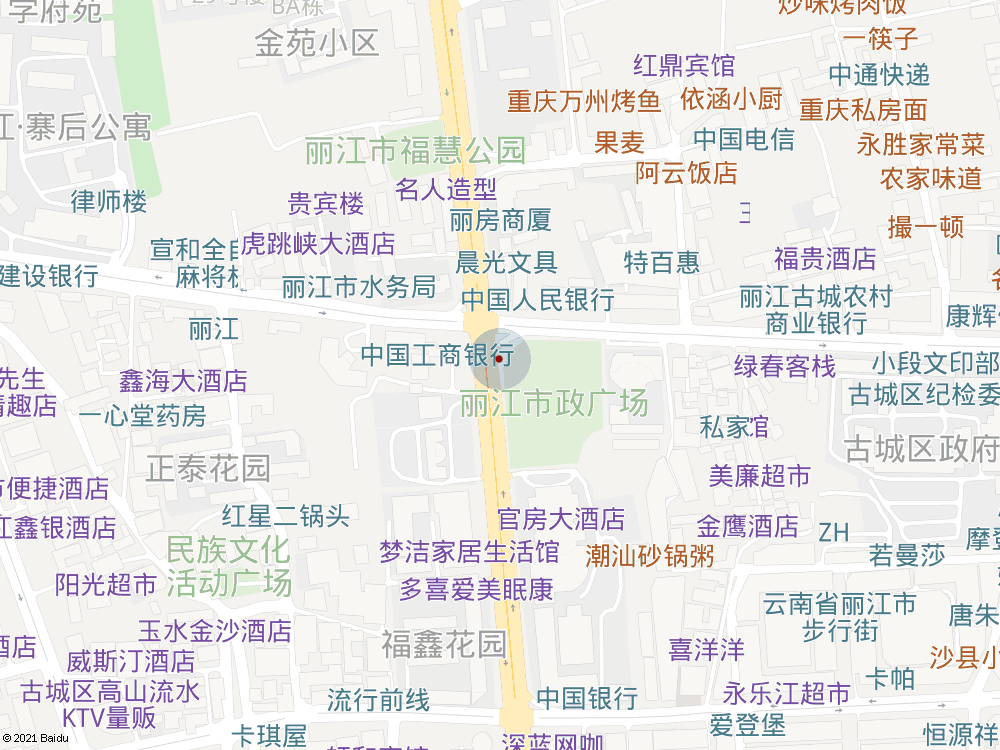 学府苑
BA栋
金苑小区
炒味烤肉饭
一筷子
红鼎宾馆
中通快递
重庆万州烤鱼
依涵小厨
重庆私房面
江·寨后公寓
果麦
中国电信
丽江市福慧公园
永胜家常菜
阿云饭店
农家味道
名人造型
律师楼
贵宾楼
丽房商厦
撮一顿
宣和全自
麻将机
虎跳峡大酒店
晨光文具
特百惠
福贵酒店
建设银行
丽江市水务局
中国人民银行
丽江古城农村
商业银行
康辉
丽江
中国工商银行
绿春客栈
小段文印部
先生
情趣店
鑫海大酒店
古城区纪检委
一心堂药房
丽江市政广场
私家
馆
古城区政府
正泰花园
美廉超市
方便捷酒店
红星二锅头
官房大酒店
金鹰酒店
ZH
江鑫银酒店
摩登
民族文化
活动广场
梦洁家居生活馆
潮汕砂锅粥
若曼莎
阳光超市
多喜爱美眠康
云南省丽江市
步行街
唐朱
玉水金沙酒店
福鑫花园
喜洋洋
酒店
威斯汀酒店
沙县小
卡帕
古城区高山流水
KTV量贩
流行前线
中国银行
永乐江超市
爱登堡
卡琪屋
恒源祥
深蓝网咖
© 2021 Baidu